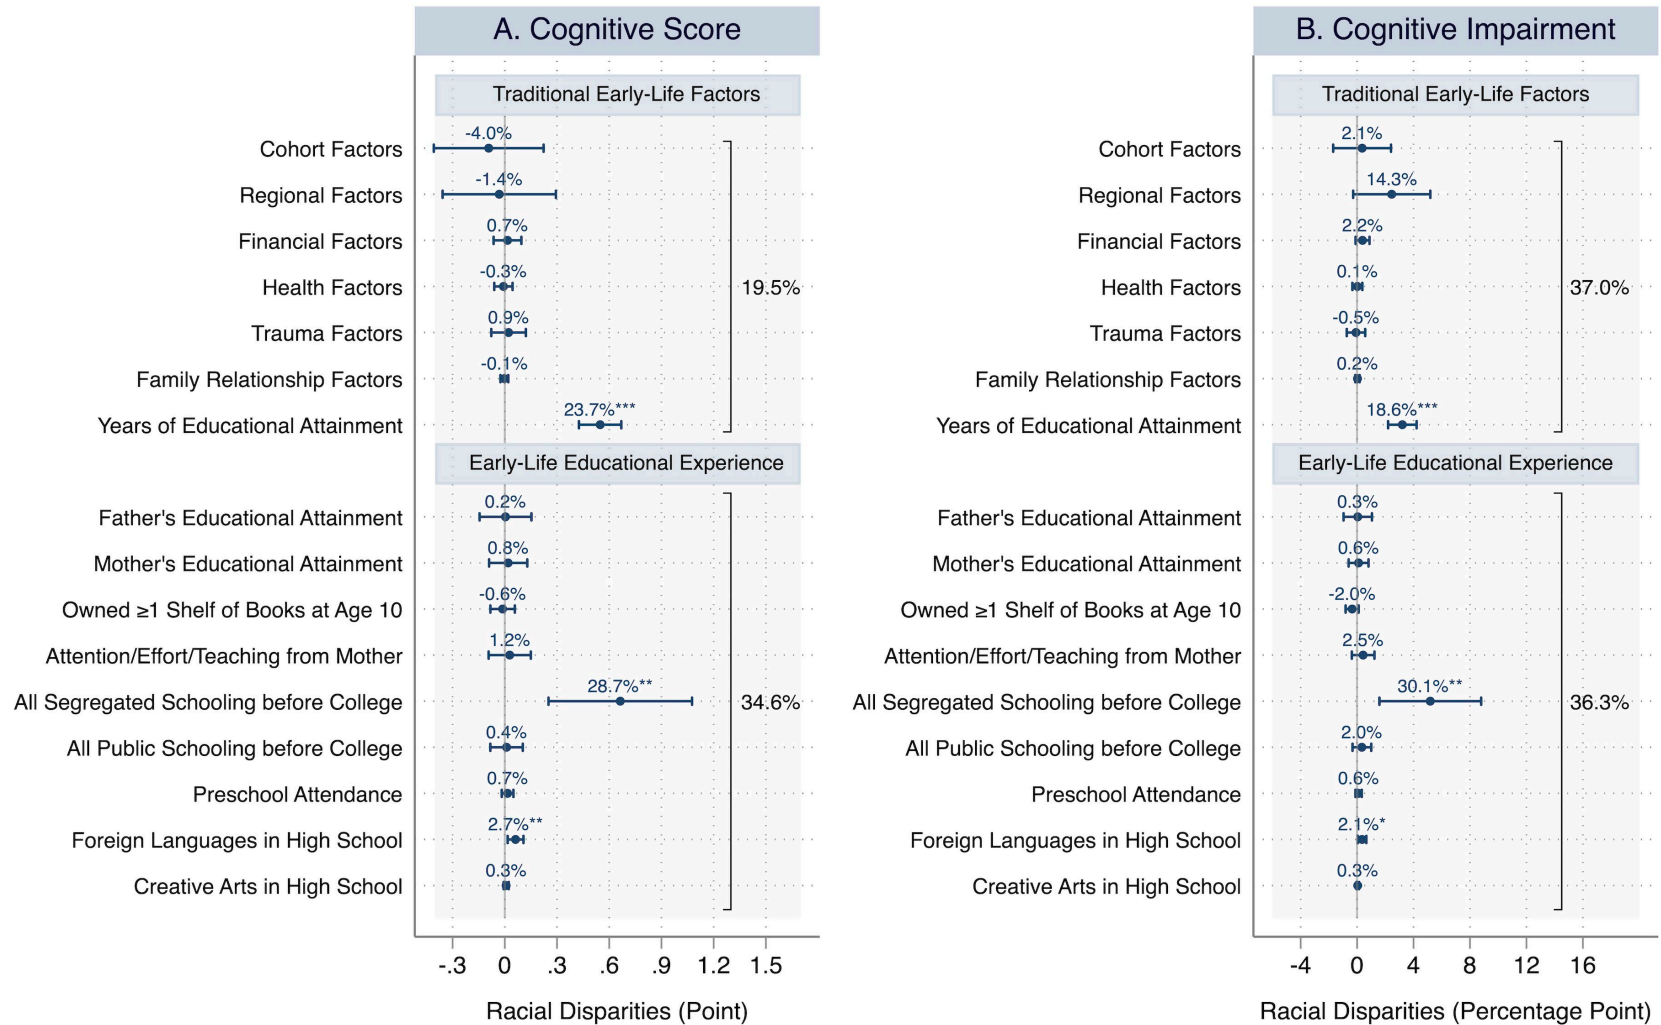 A. Cognitive Score
Traditional Early-Life Factors
Cohort Factors -4.0%
Regional Factors -1.4%
Financial Factors 0.7%
Health Factors -0.3%
19.5%
Trauma Factors 0.9%
Family Relationship Factors -0.1%
Years of Educational Attainment 23.7%***
Early-Life Educational Experience
Father's Educational Attainment 0.2%
Mother's Educational Attainment 0.8%
Owned ≥1 Shelf of Books at Age 10 -0.6%
Attention/Effort/Teaching from Mother 1.2%
All Segregated Schooling before College 28.7%**
34.6%
All Public Schooling before College 0.4%
Preschool Attendance 0.7%
Foreign Languages in High School 2.7%**
Creative Arts in High School 0.3%
-.3 0 .3 .6 .9 1.2 1.5
Racial Disparities (Point)
B. Cognitive Impairment
Traditional Early-Life Factors
Cohort Factors 2.1%
Regional Factors 14.3%
Financial Factors 2.2%
Health Factors 0.1%
37.0%
Trauma Factors -0.5%
Family Relationship Factors 0.2%
Years of Educational Attainment 18.6%***
Early-Life Educational Experience
Father's Educational Attainment 0.3%
Mother's Educational Attainment 0.6%
Owned ≥1 Shelf of Books at Age 10 -2.0%
Attention/Effort/Teaching from Mother 2.5%
All Segregated Schooling before College 30.1%**
36.3%
All Public Schooling before College 2.0%
Preschool Attendance 0.6%
Foreign Languages in High School 2.1%*
Creative Arts in High School 0.3%
-4 0 4 8 12 16
Racial Disparities (Percentage Point)